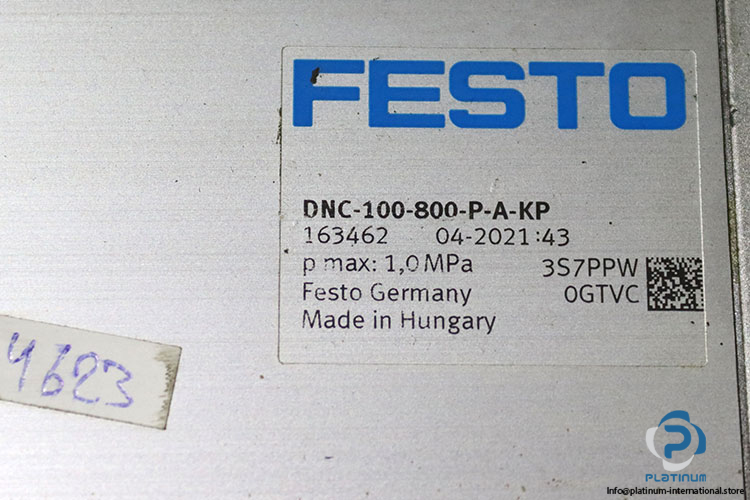 FESTO
DNC-100-800-P-A-KP
163462 04-2021:43
p max: 1,0 MPa 3S7PPW
Festo Germany 0GTVC
Made in Hungary
4623
P
PLATINUM
Info@platinum-international.store